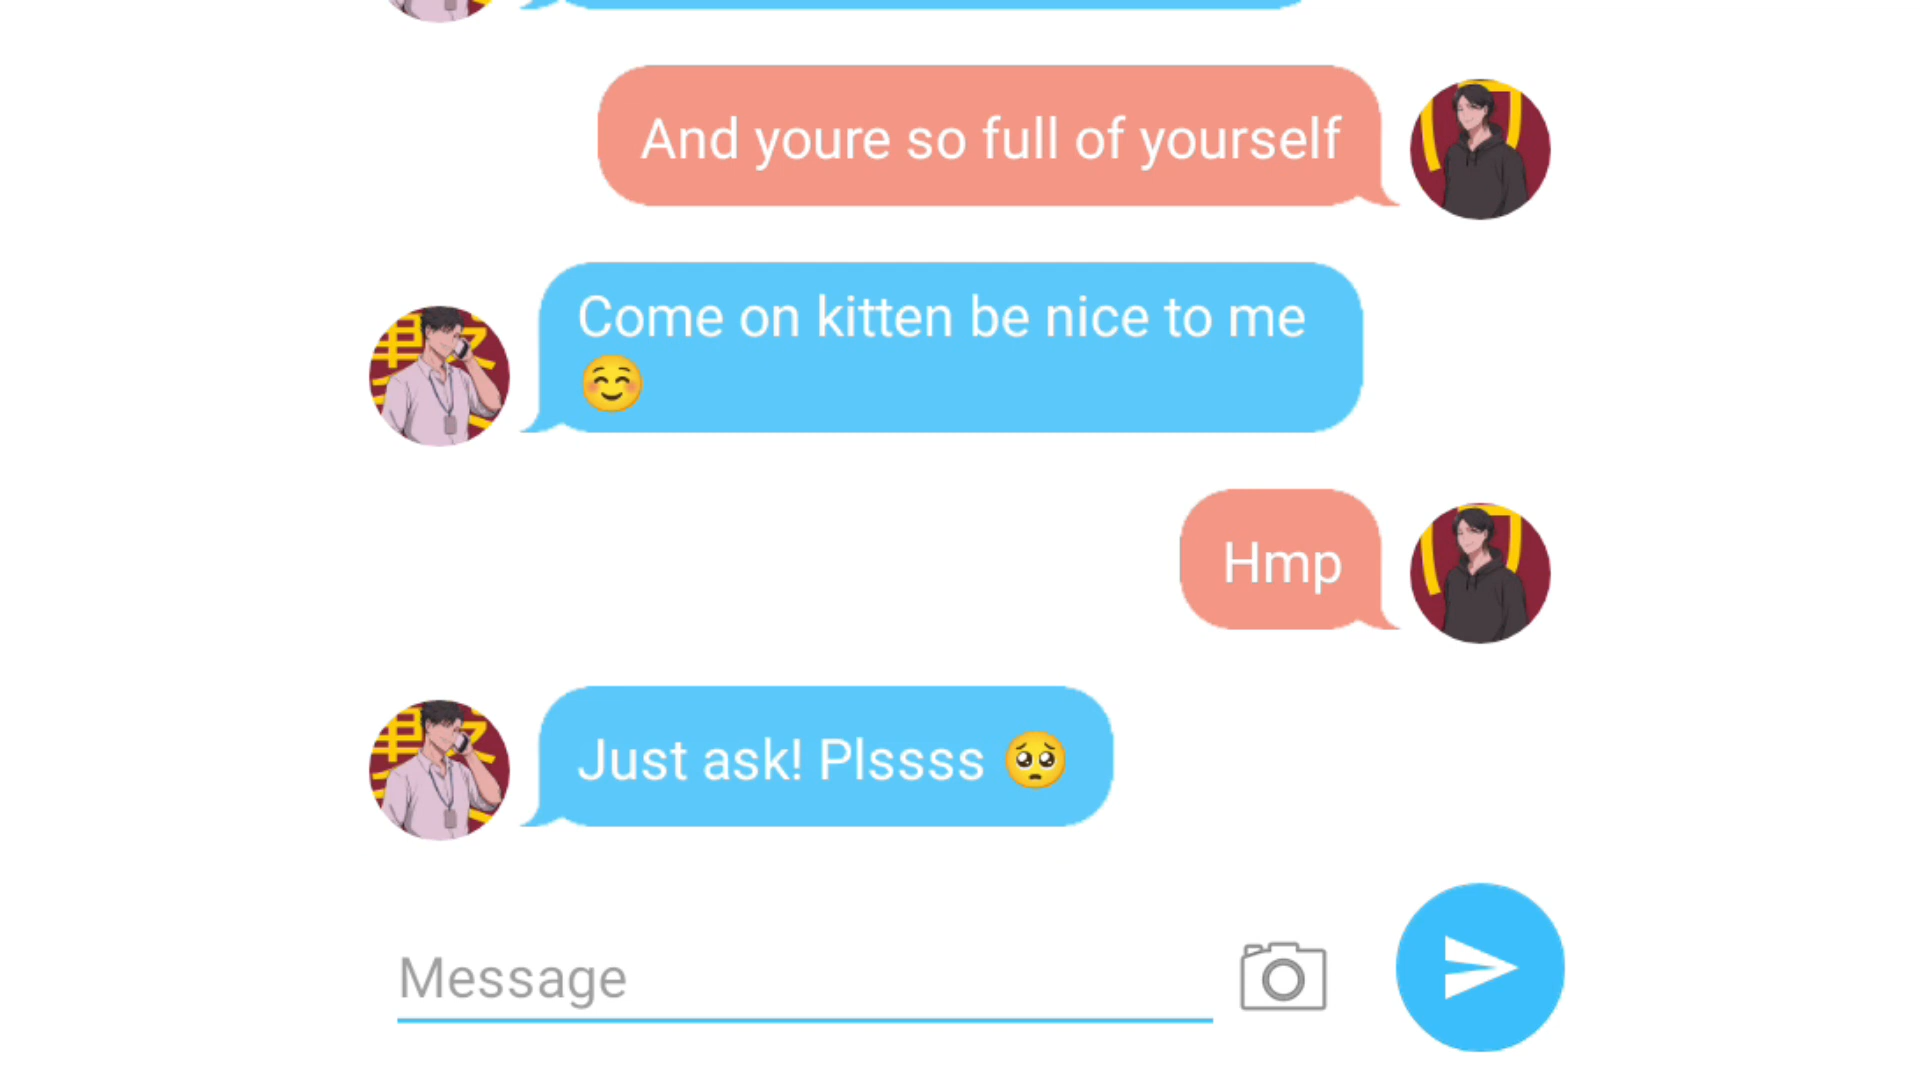 And youre so full of yourself
Come on kitten be nice to me
☺️
Hmp
Just ask! Plssss 🥺
Message